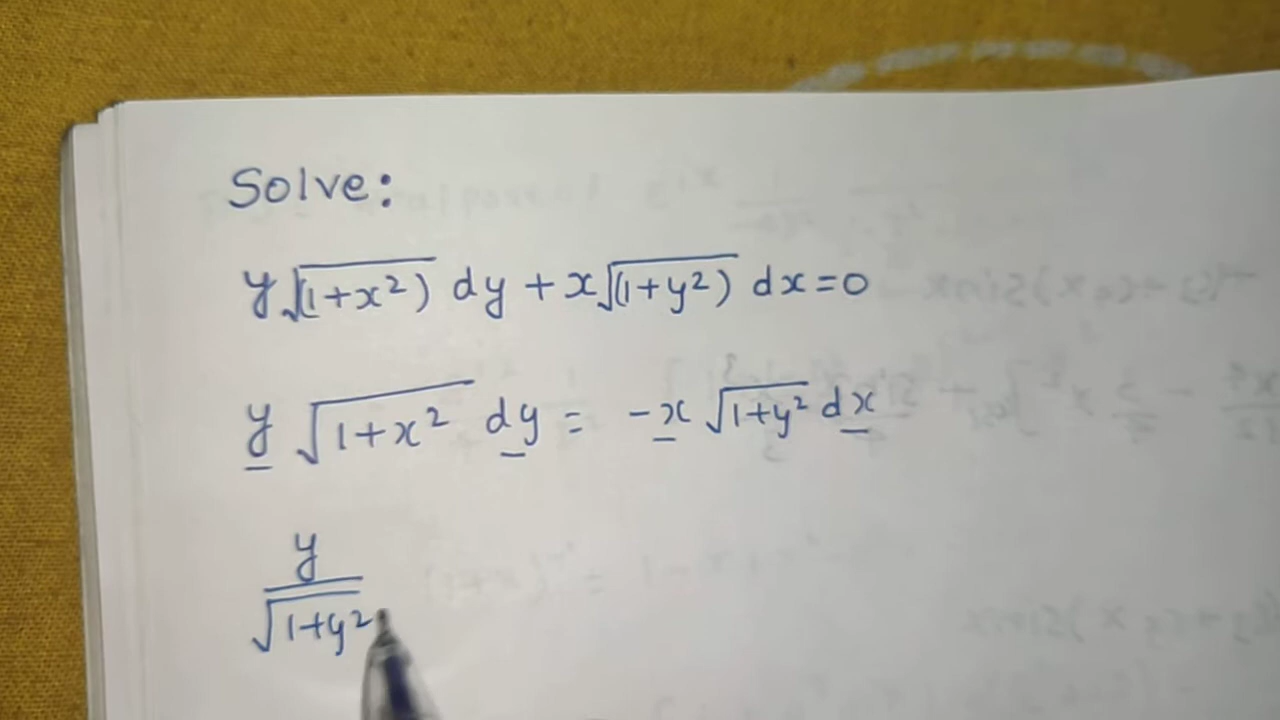 Solve:
y√(1+x²) dy + x√(1+y²) dx = 0
y √1+x² dy = -x √1+y² dx
y
√1+y²